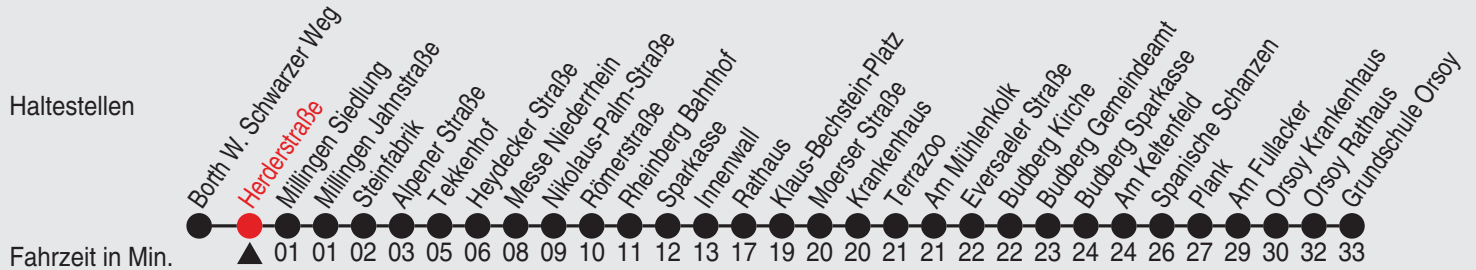 Haltestellen
Borth W. Schwarzer Weg
Herderstraße
Millingen Siedlung
Millingen Jahnstraße
Steinfabrik
Alpener Straße
Tekkenhof
Heydecker Straße
Messe Niederrhein
Nikolaus-Palm-Straße
Römerstraße
Rheinberg Bahnhof
Sparkasse
Innenwall
Rathaus
Klaus-Bechstein-Platz
Moerser Straße
Krankenhaus
Terrazoo
Am Mühlenkolk
Eversaeler Straße
Budberg Kirche
Budberg Gemeindeamt
Budberg Sparkasse
Am Keltenfeld
Spanische Schanzen
Plank
Am Fullacker
Orsoy Krankenhaus
Orsoy Rathaus
Grundschule Orsoy
Fahrzeit in Min. 01 01 02 03 05 06 08 09 10 11 12 13 17 19 20 20 21 21 22 22 23 24 24 26 27 29 30 32 33